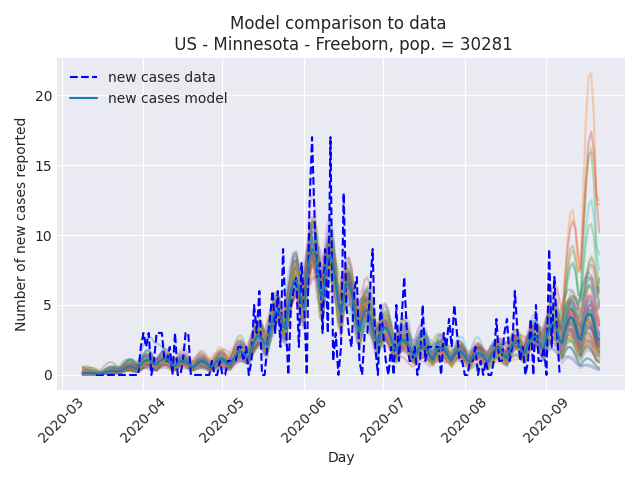 Model comparison to data
US - Minnesota - Freeborn, pop. = 30281
new cases data
new cases model
Number of new cases reported
20
15
10
5
0
2020-03
2020-04
2020-05
2020-06
2020-07
2020-08
2020-09
Day